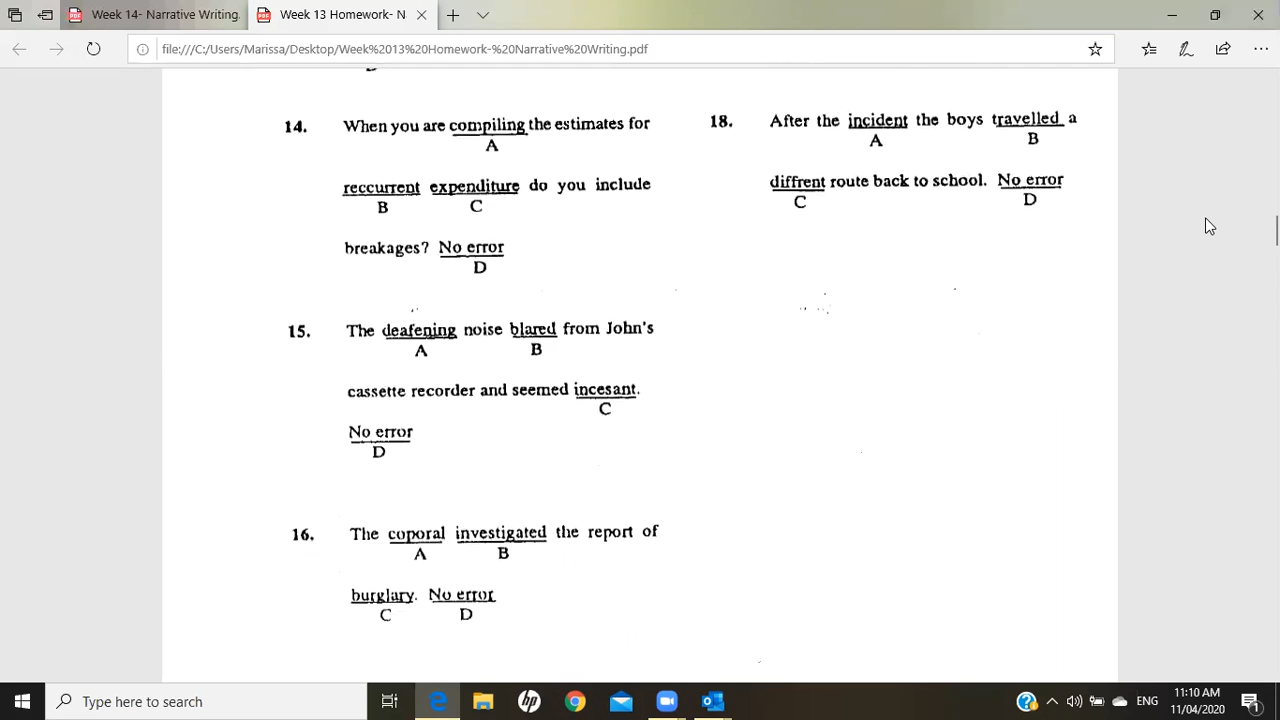 Week 14- Narrative Writing.
Week 13 Homework- N
file:///C:/Users/Marissa/Desktop/Week%2013%20Homework-%20Narrative%20Writing.pdf
14. When you are compiling the estimates for
A
reccurrent expenditure do you include
B C
breakages? No error
D
15. The deafening noise blared from John's
A B
cassette recorder and seemed incesant.
C
No error
D
16. The coporal investigated the report of
A B
burglary. No error
C D
18. After the incident the boys travelled a
A B
diffrent route back to school. No error
C D
Type here to search
ENG
11:10 AM
11/04/2020